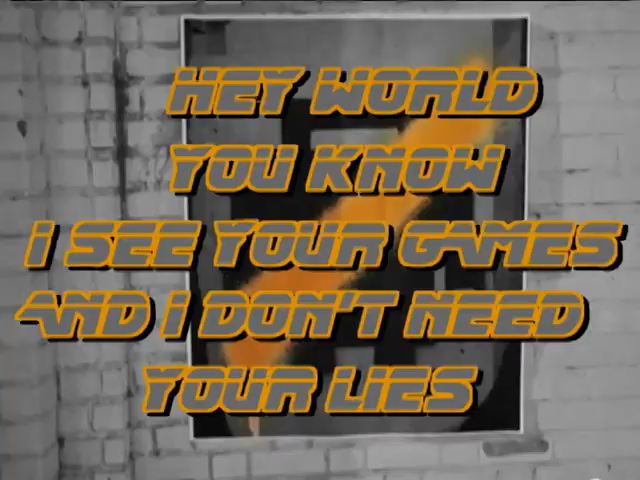 HEY WORLD
YOU KNOW
I SEE YOUR GAMES
AND I DON'T NEED
YOUR LIES